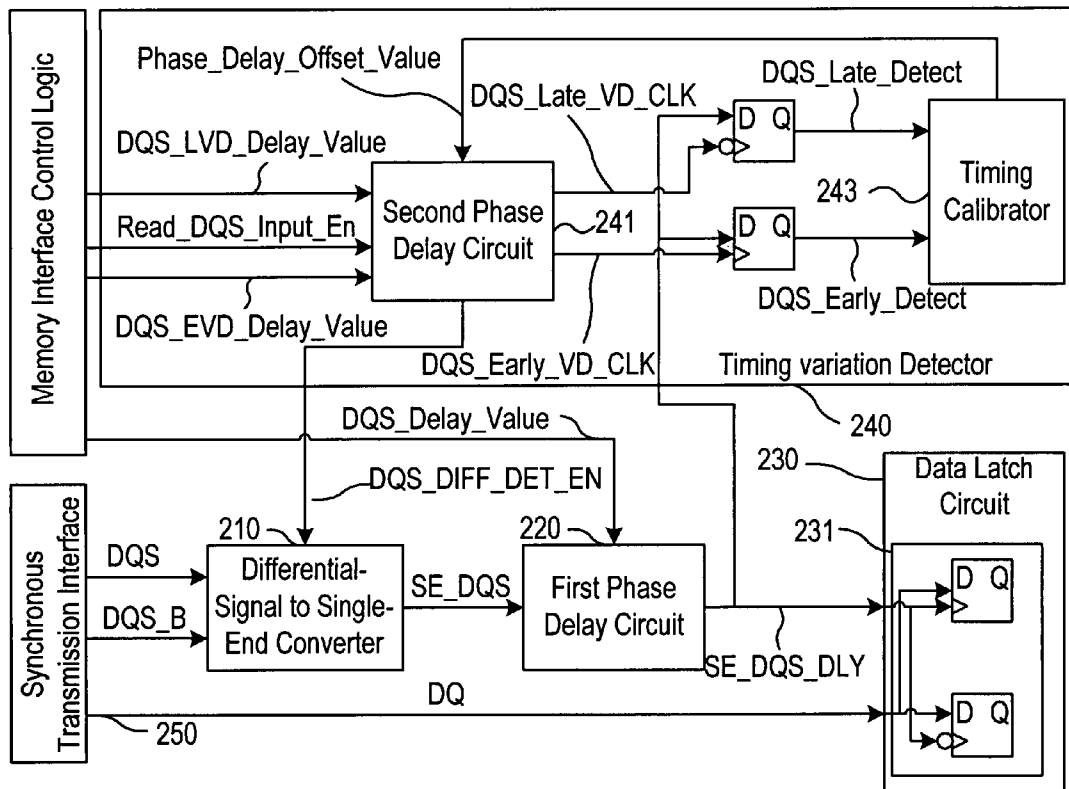 Memory Interface Control Logic
Phase_Delay_Offset_Value
DQS_Late_VD_CLK
DQS_Late_Detect
DQS_LVD_Delay_Value
Read_DQS_Input_En
DQS_EVD_Delay_Value
Second Phase
Delay Circuit
241
D Q
D Q
243
Timing
Calibrator
DQS_Early_Detect
DQS_Early_VD_CLK
Timing variation Detector
240
DQS_Delay_Value
DQS_DIFF_DET_EN
Synchronous
Transmission Interface
250
DQS
DQS_B
210
Differential-
Signal to Single-
End Converter
SE_DQS
220
First Phase
Delay Circuit
SE_DQS_DLY
DQ
230
Data Latch
Circuit
231
D Q
D Q